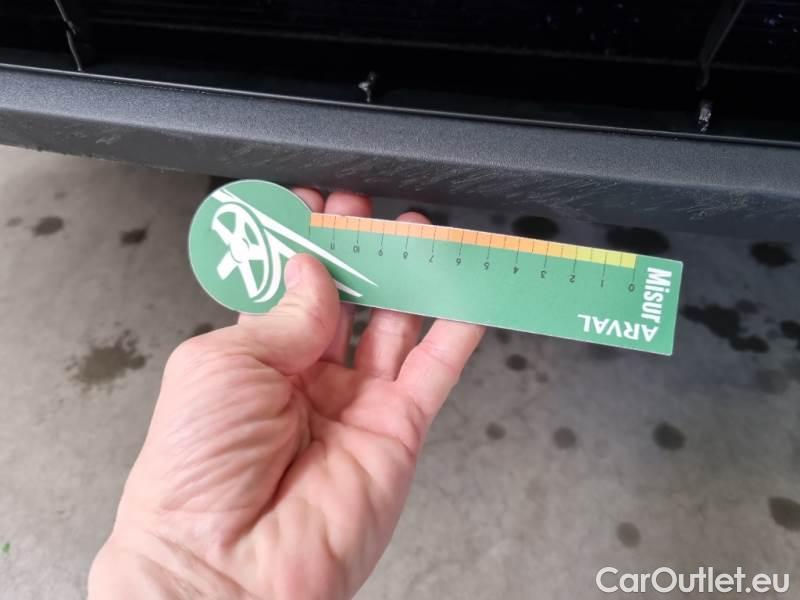 Misur
ARVAL
0 1 2 3 4 5 6 7 8 9 10 11
CarOutlet.eu